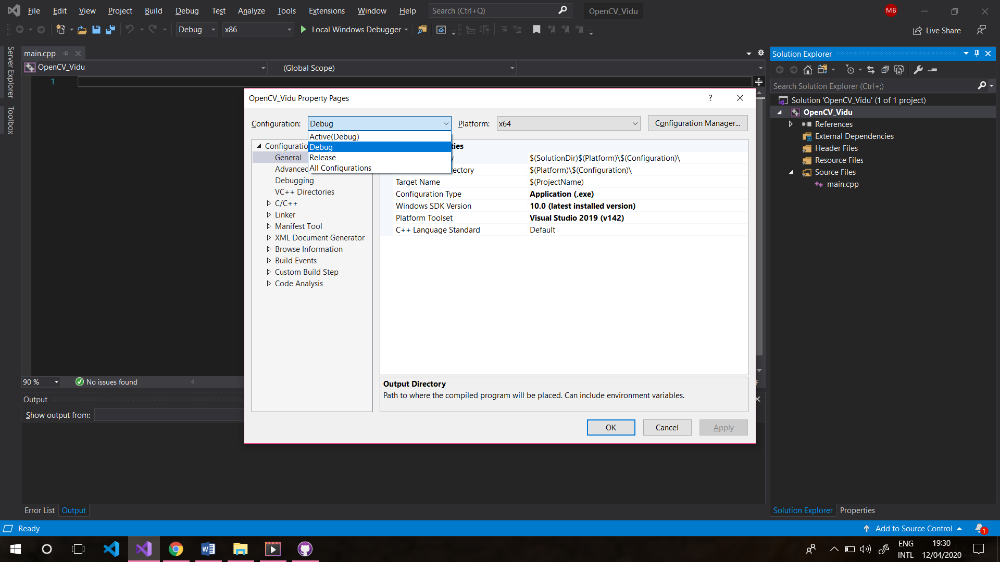 File Edit View Project Build Debug Test Analyze Tools Extensions Window Help Search (Ctrl+Q) OpenCV_Vidu MB
Debug x86 Local Windows Debugger Live Share
Server Explorer
Toolbox
main.cpp
OpenCV_Vidu (Global Scope)
1
OpenCV_Vidu Property Pages ?
Configuration: Debug Platform: x64 Configuration Manager...
Active(Debug)
Debug
Release
All Configurations
Configuratio
General
Advanced
Debugging
VC++ Directories
C/C++
Linker
Manifest Tool
XML Document Generator
Browse Information
Build Events
Custom Build Step
Code Analysis
ties
y $(SolutionDir)$(Platform)\$(Configuration)\
rectory $(Platform)\$(Configuration)\
Target Name $(ProjectName)
Configuration Type Application (.exe)
Windows SDK Version 10.0 (latest installed version)
Platform Toolset Visual Studio 2019 (v142)
C++ Language Standard Default
Output Directory
Path to where the compiled program will be placed. Can include environment variables.
OK Cancel Apply
90 % No issues found
Output
Show output from:
Error List Output
Solution Explorer
Search Solution Explorer (Ctrl+;)
Solution 'OpenCV_Vidu' (1 of 1 project)
OpenCV_Vidu
References
External Dependencies
Header Files
Resource Files
Source Files
main.cpp
Solution Explorer Properties
Ready Add to Source Control 1
ENG 19:30
INTL 12/04/2020